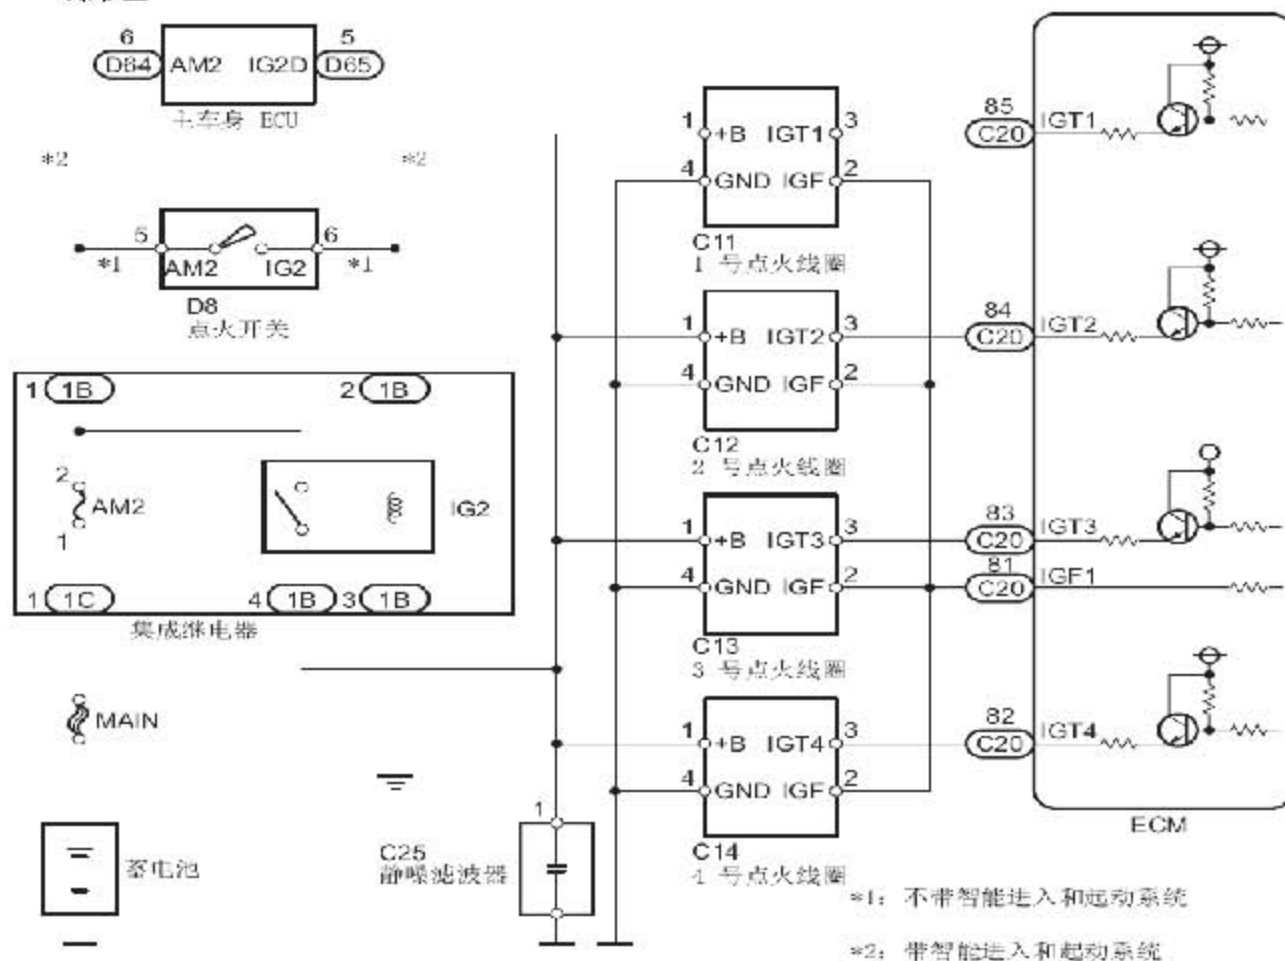 6 5
D64 AM2 IG2D D65
主车身 ECU
*2 *2
5 6
*1 AM2 IG2 *1
D8
点火开关
1 1B 2 1B
2
AM2 IG2
1
1 1C 4 1B 3 1B
集成继电器
MAIN
蓄电池
1
C25
静噪滤波器
1 +B IGT1 3
4 GND IGF 2
C11
1 号点火线圈
1 +B IGT2 3
4 GND IGF 2
C12
2 号点火线圈
1 +B IGT3 3
4 GND IGF 2
C13
3 号点火线圈
1 +B IGT4 3
4 GND IGF 2
C14
4 号点火线圈
85
C20 IGT1
84
C20 IGT2
83
C20 IGT3
81
C20 IGF1
82
C20 IGT4
ECM
*1: 不带智能进入和起动系统
*2: 带智能进入和起动系统